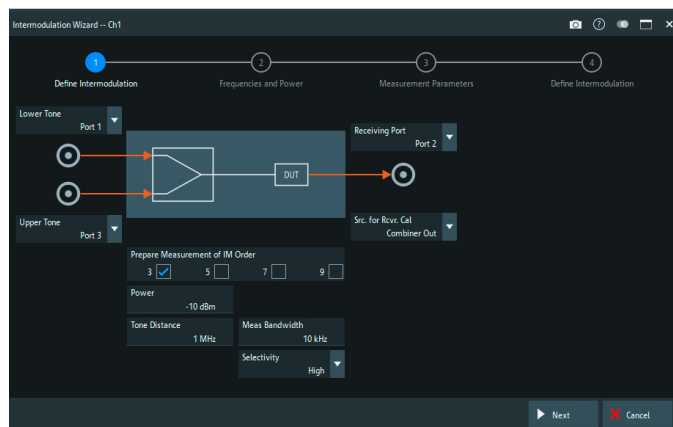 Intermodulation Wizard -- Ch1
1
2
3
4
Define Intermodulation
Frequencies and Power
Measurement Parameters
Define Intermodulation
Lower Tone
Port 1
Receiving Port
Port 2
DUT
Upper Tone
Port 3
Src. for Rcvr. Cal
Combiner Out
Prepare Measurement of IM Order
3 5 7 9
Power
-10 dBm
Tone Distance
1 MHz
Meas Bandwidth
10 kHz
Selectivity
High
Next
Cancel